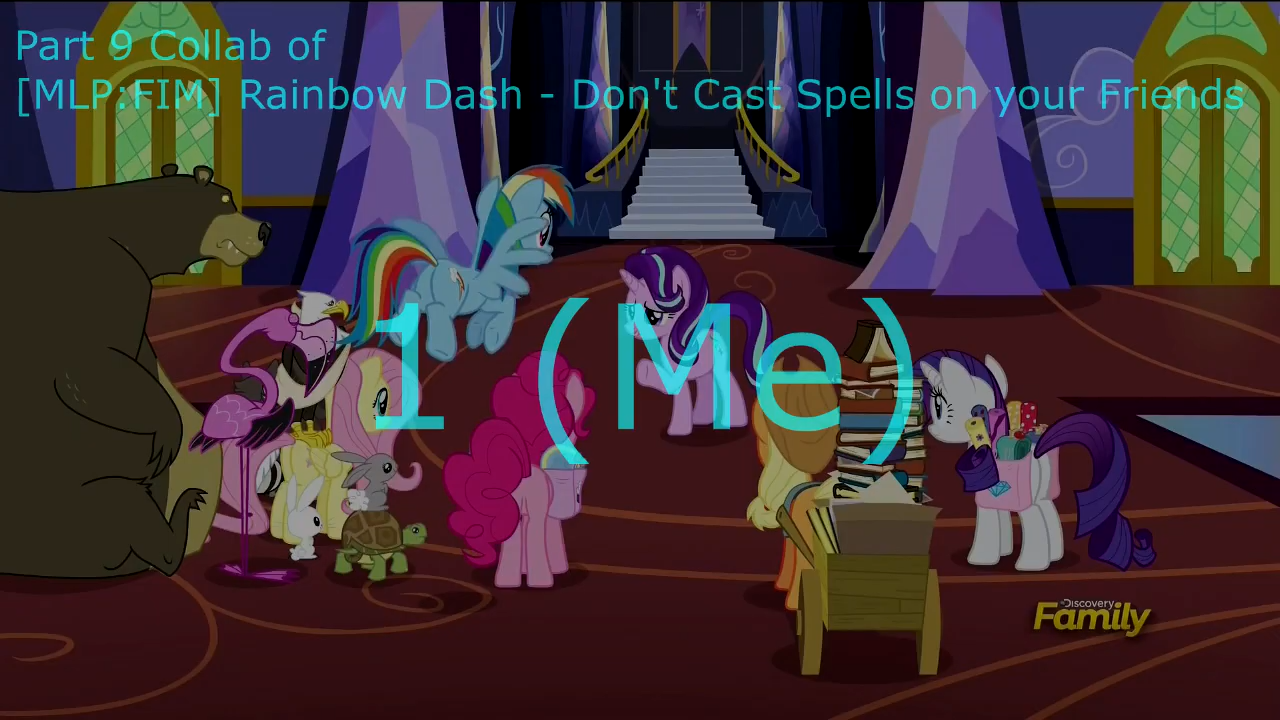 Part 9 Collab of
[MLP:FIM] Rainbow Dash - Don't Cast Spells on your Friends
1 (Me)
Discovery
Family